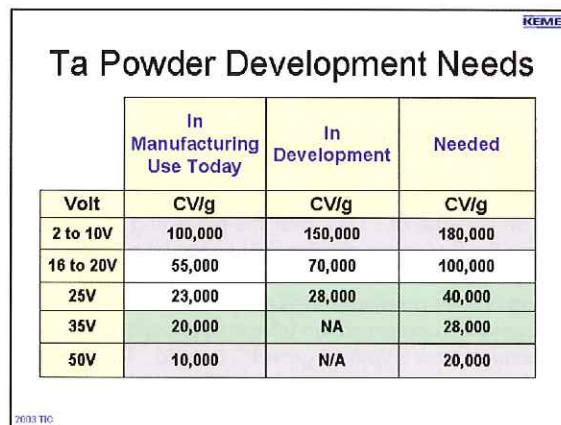 KEME
Ta Powder Development Needs
In Manufacturing Use Today
In Development
Needed
Volt CV/g CV/g CV/g
2 to 10V 100,000 150,000 180,000
16 to 20V 55,000 70,000 100,000
25V 23,000 28,000 40,000
35V 20,000 NA 28,000
50V 10,000 N/A 20,000
2003 TIC